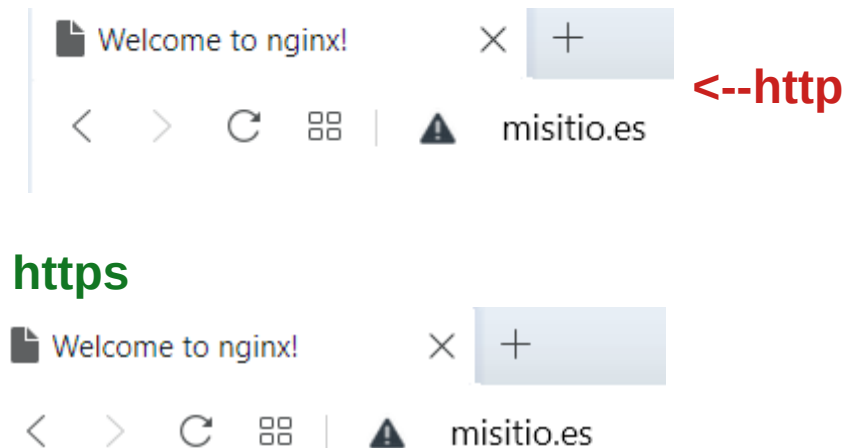 Welcome to nginx!
<--http
misitio.es
https
Welcome to nginx!
misitio.es